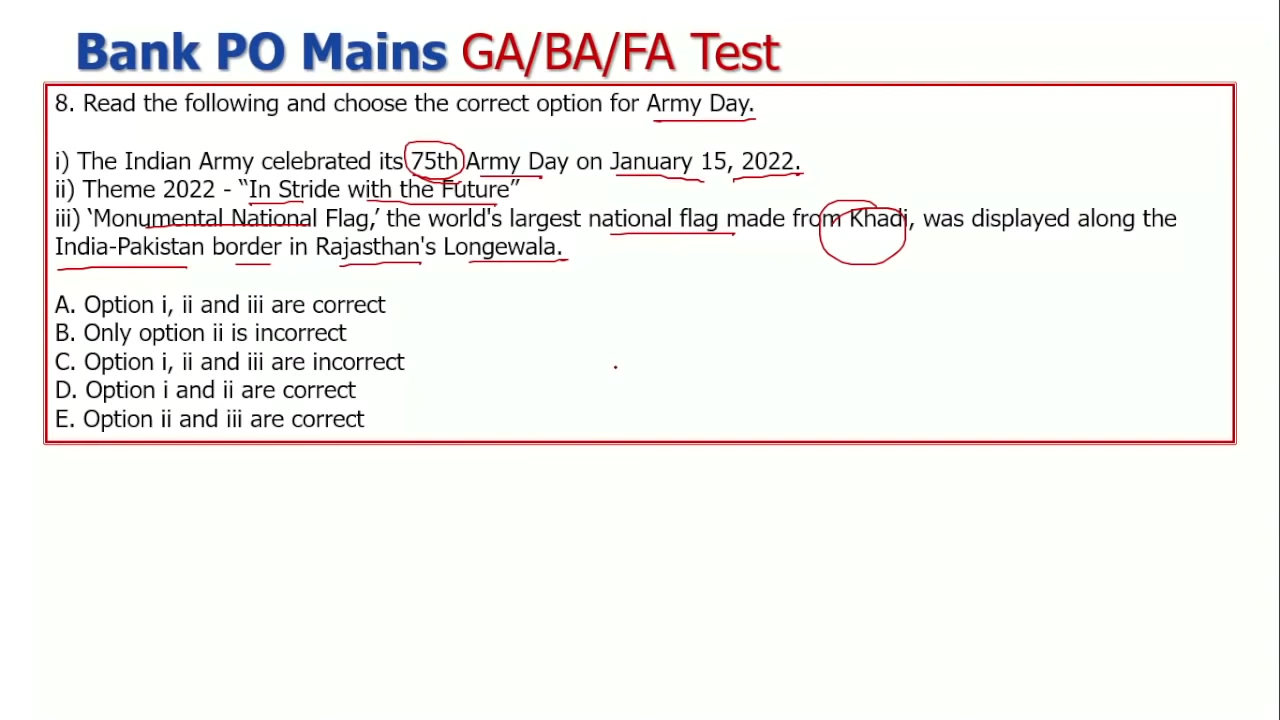 Bank PO Mains GA/BA/FA Test
8. Read the following and choose the correct option for Army Day.
i) The Indian Army celebrated its 75th Army Day on January 15, 2022.
ii) Theme 2022 - “In Stride with the Future”
iii) ‘Monumental National Flag,’ the world's largest national flag made from Khadi, was displayed along the
India-Pakistan border in Rajasthan's Longewala.
A. Option i, ii and iii are correct
B. Only option ii is incorrect
C. Option i, ii and iii are incorrect
D. Option i and ii are correct
E. Option ii and iii are correct